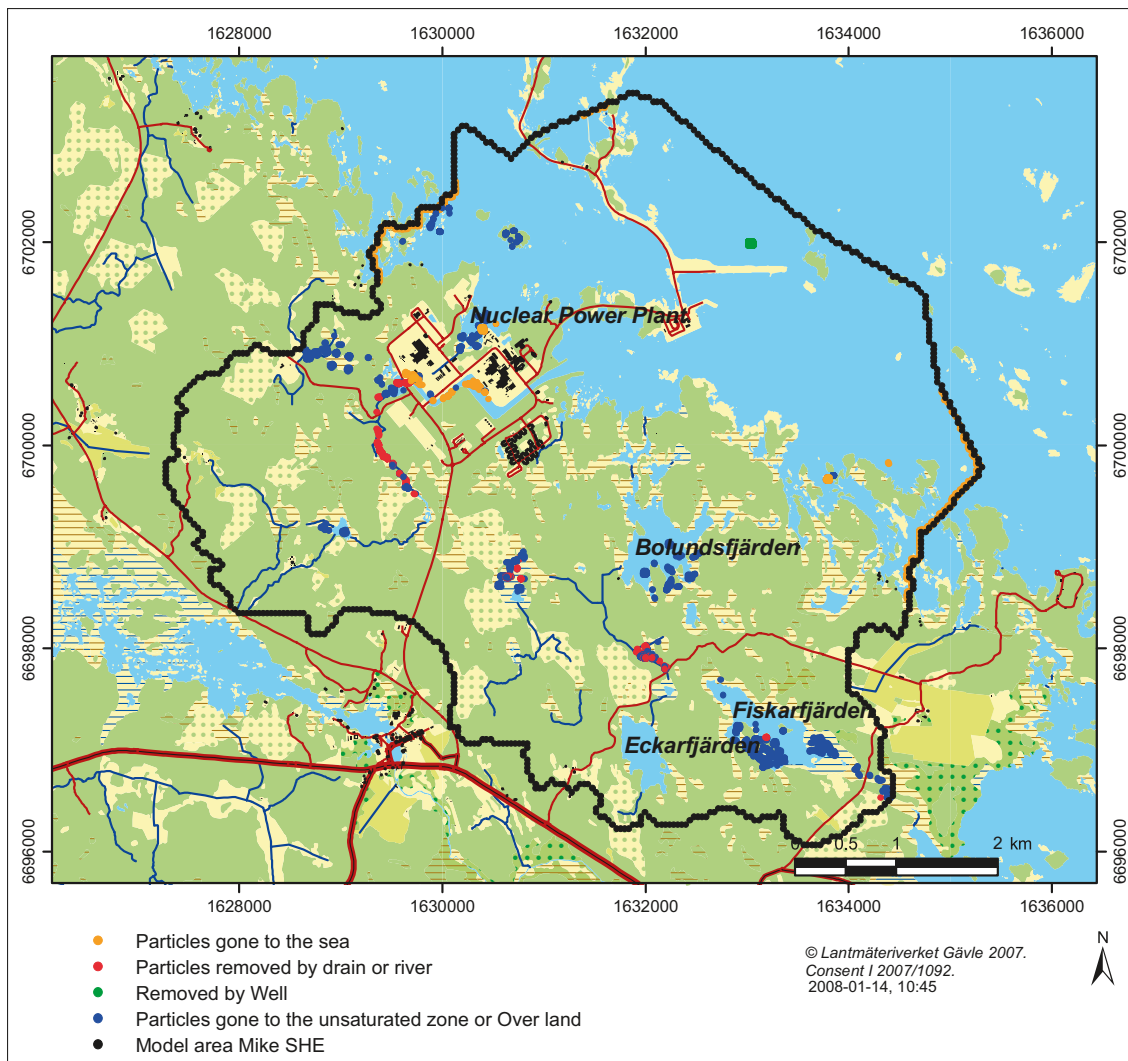 1628000 1630000 1632000 1634000 1636000
6702000 6702000
Nuclear Power Plant
6700000 6700000
Bolundsfjärden
6698000 6698000
Fiskarfjärden
Eckarfjärden
6696000 6696000
0 0.5 1 2 km
1628000 1630000 1632000 1634000 1636000
Particles gone to the sea
Particles removed by drain or river
Removed by Well
Particles gone to the unsaturated zone or Over land
Model area Mike SHE
© Lantmäteriverket Gävle 2007.
Consent I 2007/1092.
2008-01-14, 10:45
N